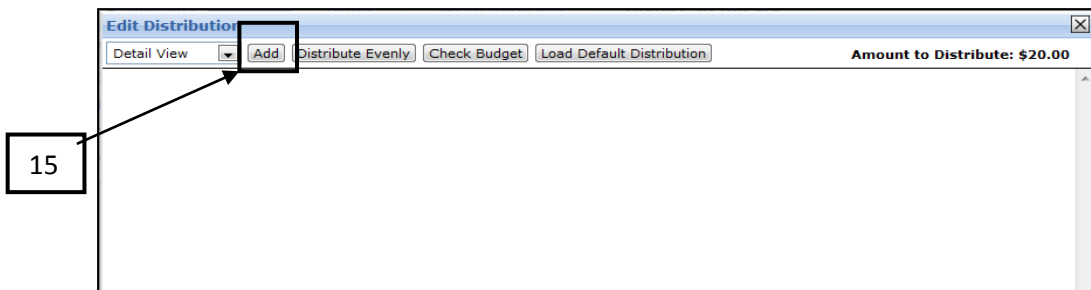 Edit Distribution
Detail View Add Distribute Evenly Check Budget Load Default Distribution Amount to Distribute: $20.00
15